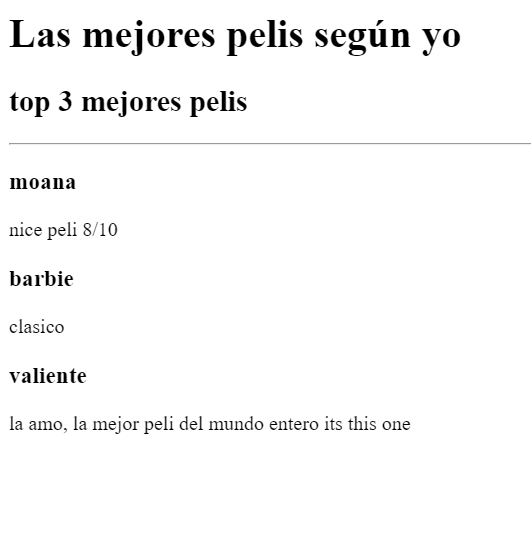 Las mejores pelis según yo
top 3 mejores pelis
moana
nice peli 8/10
barbie
clasico
valiente
la amo, la mejor peli del mundo entero its this one